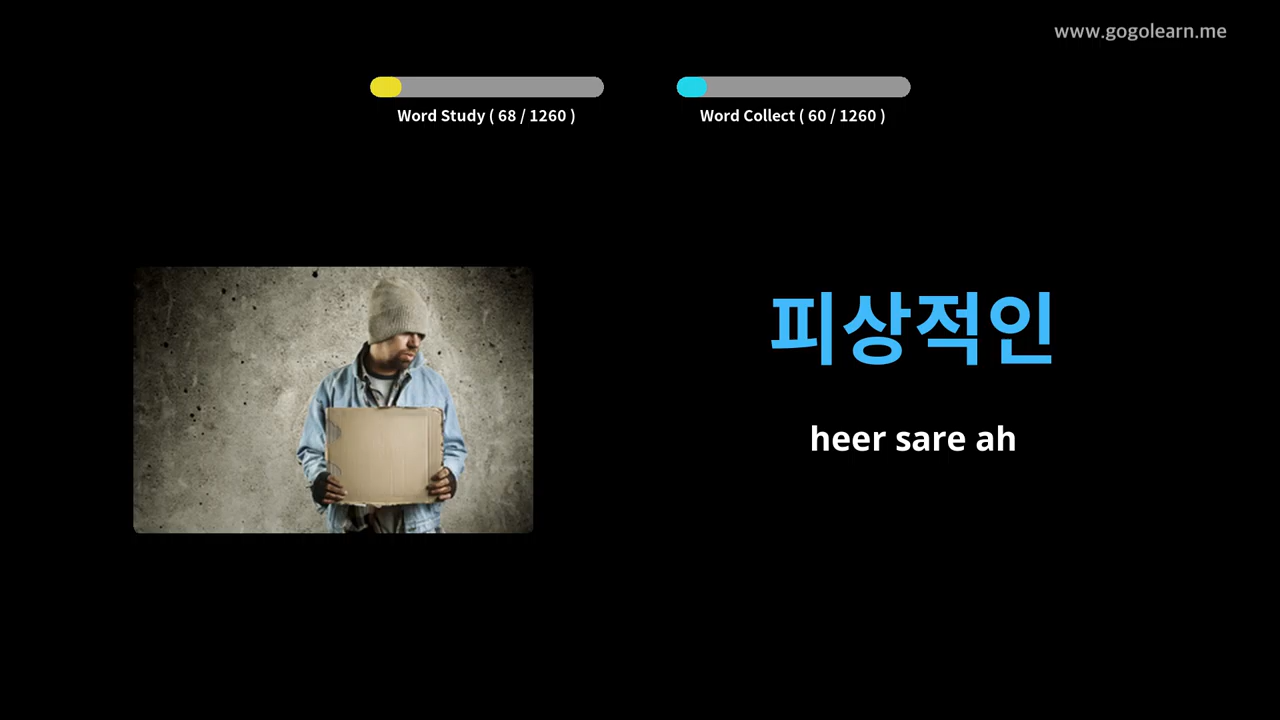 www.gogolearn.me
Word Study ( 68 / 1260 )
Word Collect ( 60 / 1260 )
피상적인
heer sare ah